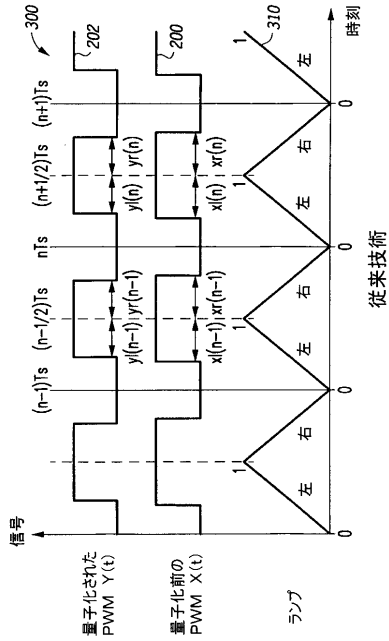 300
信号
(n-1)Ts
(n-1/2)Ts
nTs
(n+1/2)Ts
(n+1)Ts
量子化された
PWM Y(t)
202
yl(n-1)
yr(n-1)
yl(n)
yr(n)
量子化前の
PWM X(t)
200
xl(n-1)
xr(n-1)
xl(n)
xr(n)
ランプ
310
1
1
1
1
左
右
左
右
左
右
左
0
0
0
0
時刻
従来技術